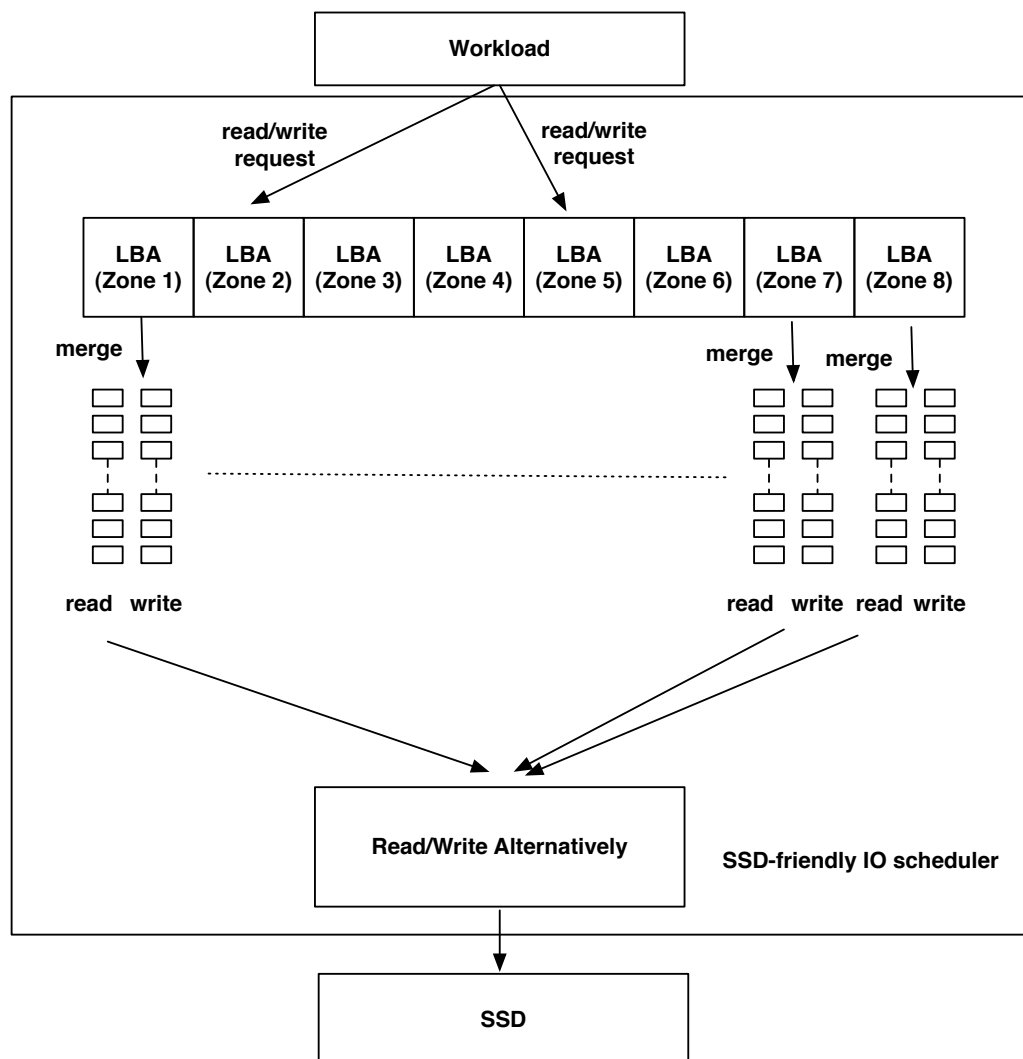 Workload
read/write
request
read/write
request
LBA
(Zone 1)
LBA
(Zone 2)
LBA
(Zone 3)
LBA
(Zone 4)
LBA
(Zone 5)
LBA
(Zone 6)
LBA
(Zone 7)
LBA
(Zone 8)
merge
merge
merge
read write
read write read write
Read/Write Alternatively
SSD-friendly IO scheduler
SSD